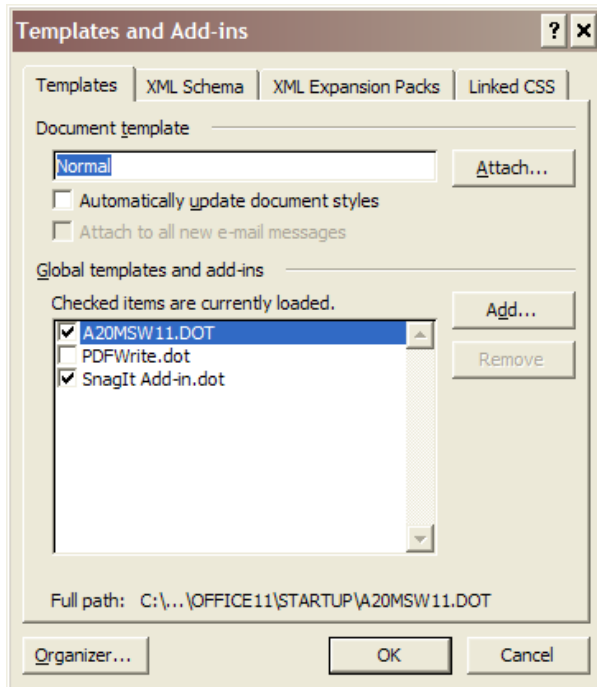 Templates and Add-ins
Templates XML Schema XML Expansion Packs Linked CSS
Document template
Normal Attach...
Automatically update document styles
Attach to all new e-mail messages
Global templates and add-ins
Checked items are currently loaded. Add...
A20MSW11.DOT
PDFWrite.dot Remove
SnagIt Add-in.dot
Full path: C:\...\OFFICE11\STARTUP\A20MSW11.DOT
Organizer... OK Cancel